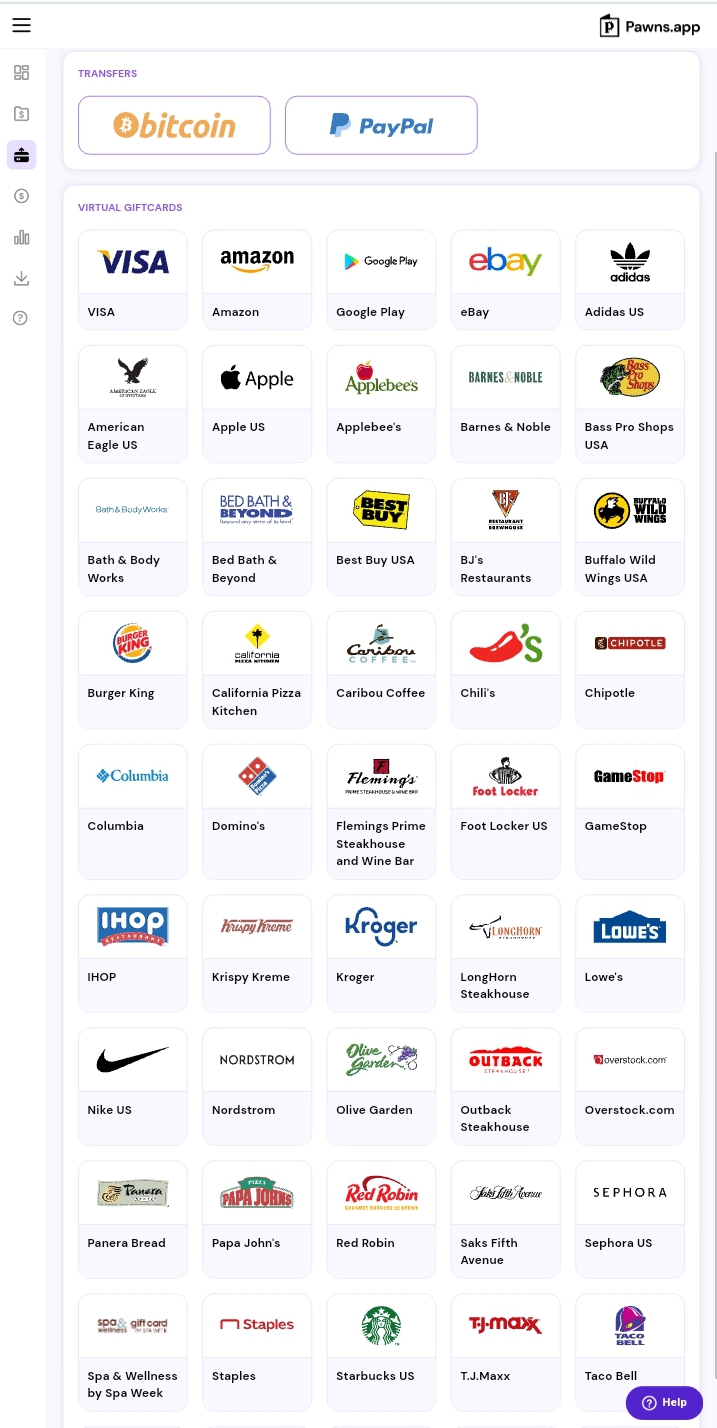 Pawns.app
TRANSFERS
bitcoin
PayPal
VIRTUAL GIFTCARDS
VISA
amazon
Google Play
ebay
adidas
VISA
Amazon
Google Play
eBay
Adidas US
AMERICAN EAGLE
OUTFITTERS
Apple
Applebee's
BARNES&NOBLE
Bass
Pro
Shops
American
Eagle US
Apple US
Applebee's
Barnes & Noble
Bass Pro Shops
USA
Bath & Body Works
BED BATH &
BEYOND
Beyond any store of its kind.
BEST
BUY
BJ's
RESTAURANT
BREWHOUSE
BUFFALO
WILD
WINGS
Bath & Body
Works
Bed Bath &
Beyond
Best Buy USA
BJ's
Restaurants
Buffalo Wild
Wings USA
BURGER
KING
california
PIZZA KITCHEN
Caribou
COFFEE
Chili's
CHIPOTLE
Burger King
California Pizza
Kitchen
Caribou Coffee
Chili's
Chipotle
Columbia
Domino's
Pizza
F
Fleming's
PRIME STEAKHOUSE & WINE BAR
Foot Locker
GameStop
Columbia
Domino's
Flemings Prime
Steakhouse
and Wine Bar
Foot Locker US
GameStop
IHOP
RESTAURANT
Krispy Kreme
Kroger
LONGHORN
STEAKHOUSE
LOWE'S
IHOP
Krispy Kreme
Kroger
LongHorn
Steakhouse
Lowe's
NORDSTROM
Olive
Garden
OUTBACK
STEAKHOUSE
overstock.com
Nike US
Nordstrom
Olive Garden
Outback
Steakhouse
Overstock.com
Panera
BREAD
PIZZA
PAPA JOHNS
Red Robin
GOURMET BURGERS & BREWS
Saks Fifth Avenue
SEPHORA
Panera Bread
Papa John's
Red Robin
Saks Fifth
Avenue
Sephora US
spa& gift card
wellness BY SPA WEEK
Staples
T.J.maxx
TACO
BELL
Spa & Wellness
by Spa Week
Staples
Starbucks US
T.J.Maxx
Taco Bell
Help